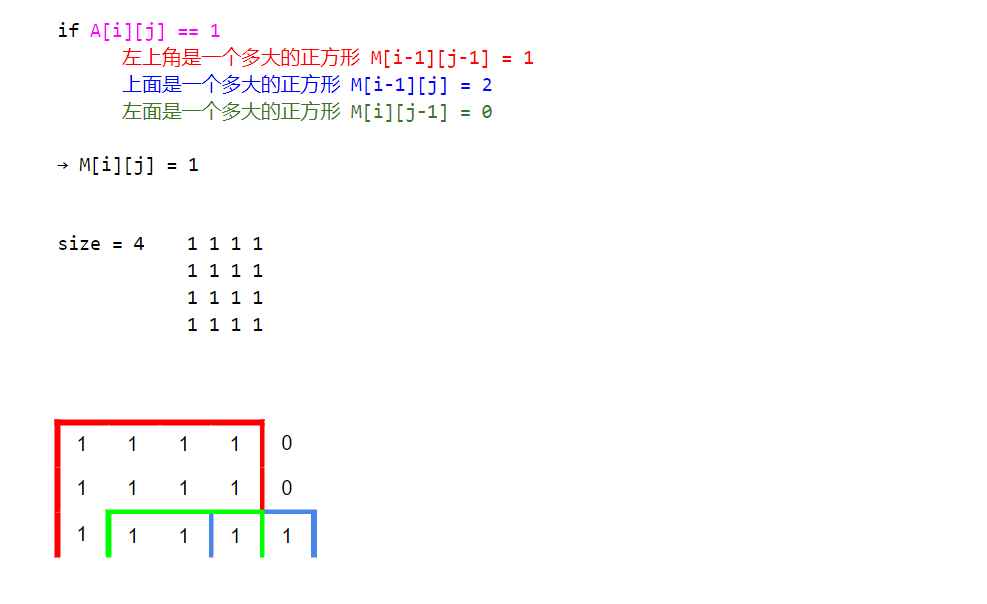 if A[i][j] == 1
左上角是一个多大的正方形 M[i-1][j-1] = 1
上面是一个多大的正方形 M[i-1][j] = 2
左面是一个多大的正方形 M[i][j-1] = 0
→ M[i][j] = 1
size = 4 1 1 1 1
1 1 1 1
1 1 1 1
1 1 1 1
1 1 1 1 0
1 1 1 1 0
1 1 1 1 1